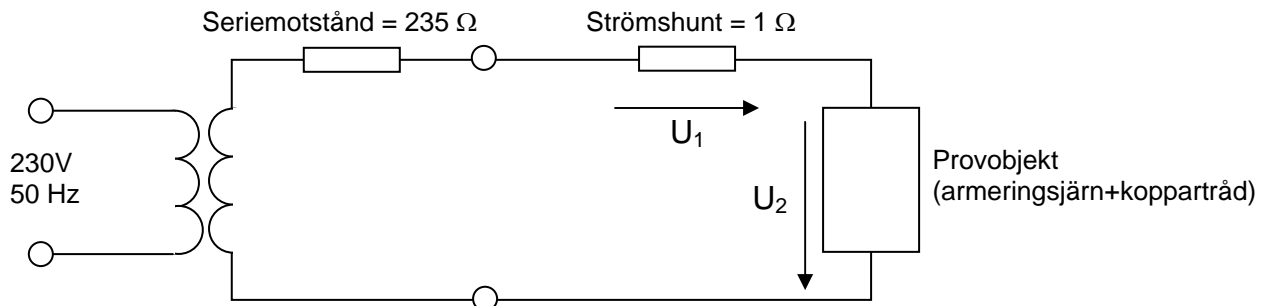 Seriemotstånd = 235 Ω
Strömshunt = 1 Ω
U₁
230V
50 Hz
U₂
Provobjekt
(armeringsjärn+koppartråd)